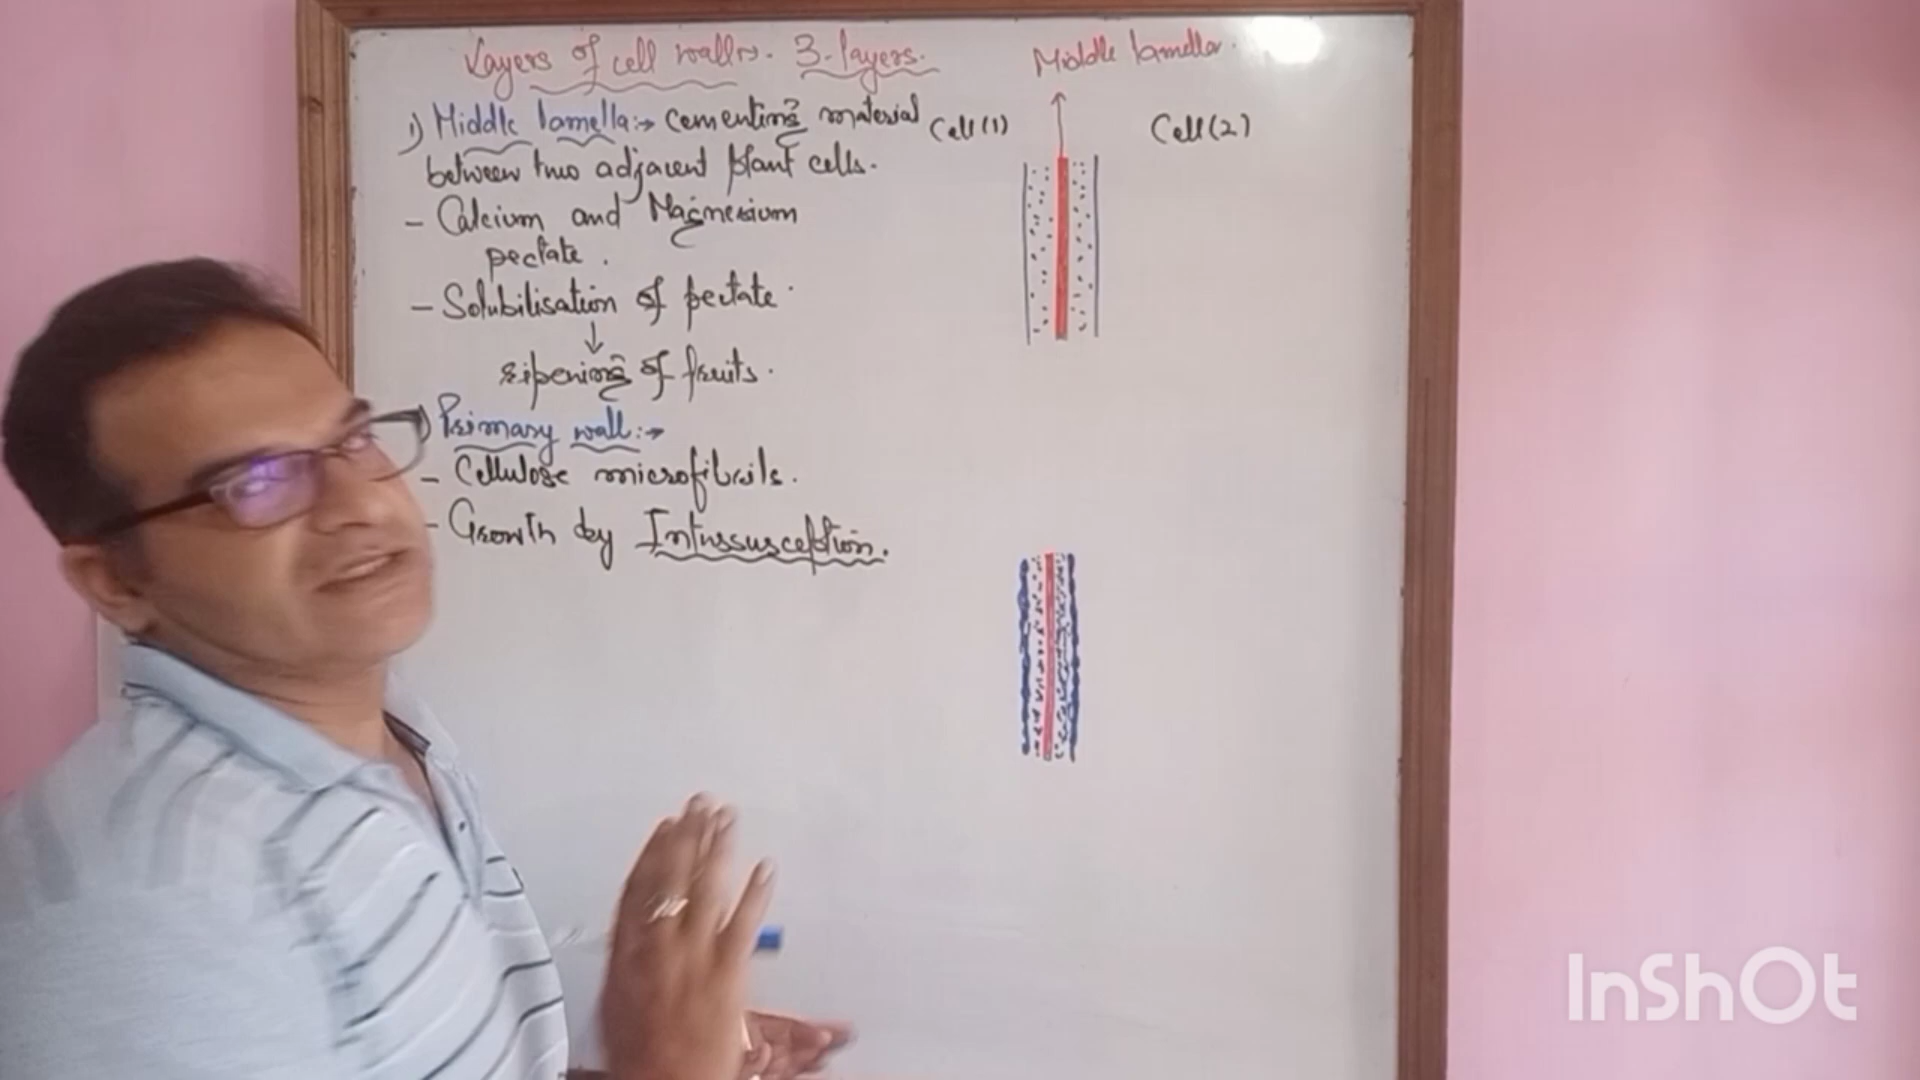 Layers of cell walls. 3-layers.
Middle lamella.
1) Middle lamella:→ cementing material
between two adjacent plant cells.
Cell (1)
Cell (2)
- Calcium and Magnesium
pectate.
- Solubilisation of pectate.
↓
ripening of fruits.
) Primary wall:→
- Cellulose microfibrils.
- Growth by Intussusception.
InShOt